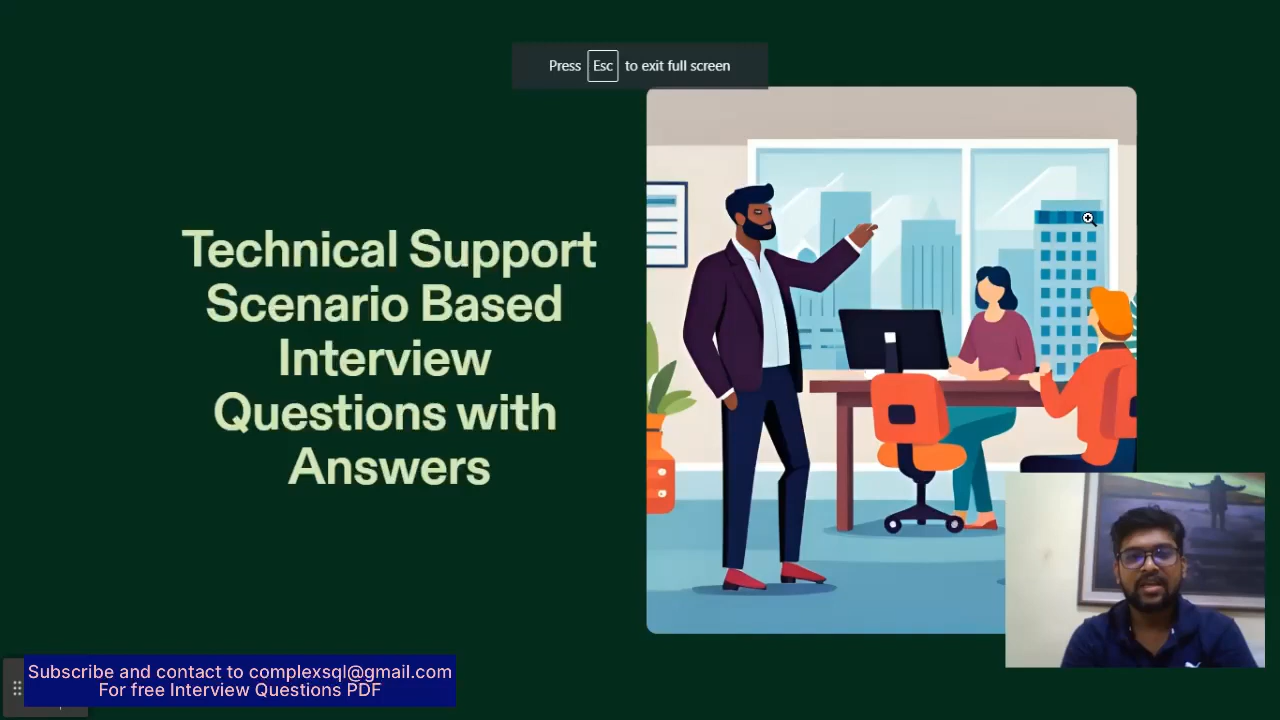 Press Esc to exit full screen
Technical Support
Scenario Based
Interview
Questions with
Answers
Subscribe and contact to complexsql@gmail.com
For free Interview Questions PDF